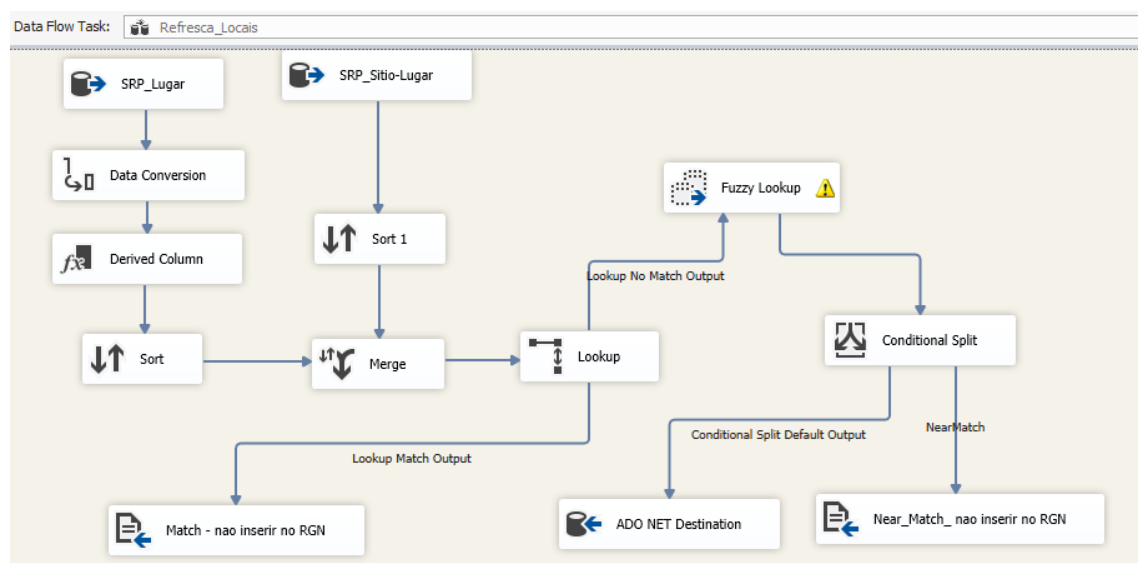 Data Flow Task: Refresca_Locais
SRP_Lugar
SRP_Sitio-Lugar
Data Conversion
Fuzzy Lookup
Sort 1
Derived Column
Lookup No Match Output
Conditional Split
Sort
Merge
Lookup
Conditional Split Default Output
NearMatch
Lookup Match Output
Match - nao inserir no RGN
ADO NET Destination
Near_Match_ nao inserir no RGN